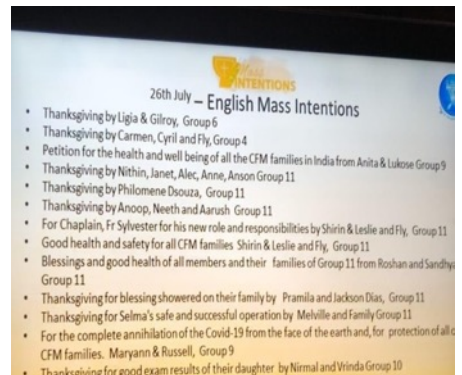 Mass
INTENTIONS
26th July – English Mass Intentions
• Thanksgiving by Ligia & Gilroy, Group 6
• Thanksgiving by Carmen, Cyril and Fly, Group 4
• Petition for the health and well being of all the CFM families in India from Anita & Lukose Group 9
• Thanksgiving by Nithin, Janet, Alec, Anne, Anson Group 11
• Thanksgiving by Philomene Dsouza, Group 11
• Thanksgiving by Anoop, Neeth and Aarush Group 11
• For Chaplain, Fr Sylvester for his new role and responsibilities by Shirin & Leslie and Fly, Group 11
• Good health and safety for all CFM families Shirin & Leslie and Fly, Group 11
• Blessings and good health of all members and their families of Group 11 from Roshan and Sandhya
Group 11
• Thanksgiving for blessing showered on their family by Pramila and Jackson Dias, Group 11
• Thanksgiving for Selma's safe and successful operation by Melville and Family Group 11
• For the complete annihilation of the Covid-19 from the face of the earth and, for protection of all
CFM families. Maryann & Russell, Group 9
• Thanksgiving for good exam results of their daughter by Nirmal and Vrinda Group 10